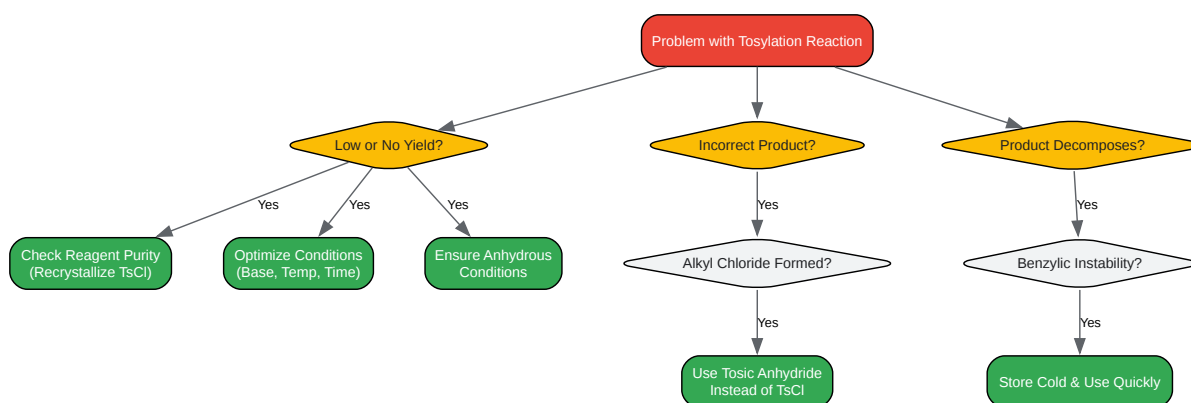 Problem with Tosylation Reaction
Low or No Yield?
Incorrect Product?
Product Decomposes?
Yes
Yes
Yes
Yes
Yes
Check Reagent Purity
(Recrystallize TsCl)
Optimize Conditions
(Base, Temp, Time)
Ensure Anhydrous
Conditions
Alkyl Chloride Formed?
Benzylic Instability?
Yes
Yes
Use Tosic Anhydride
Instead of TsCl
Store Cold & Use Quickly